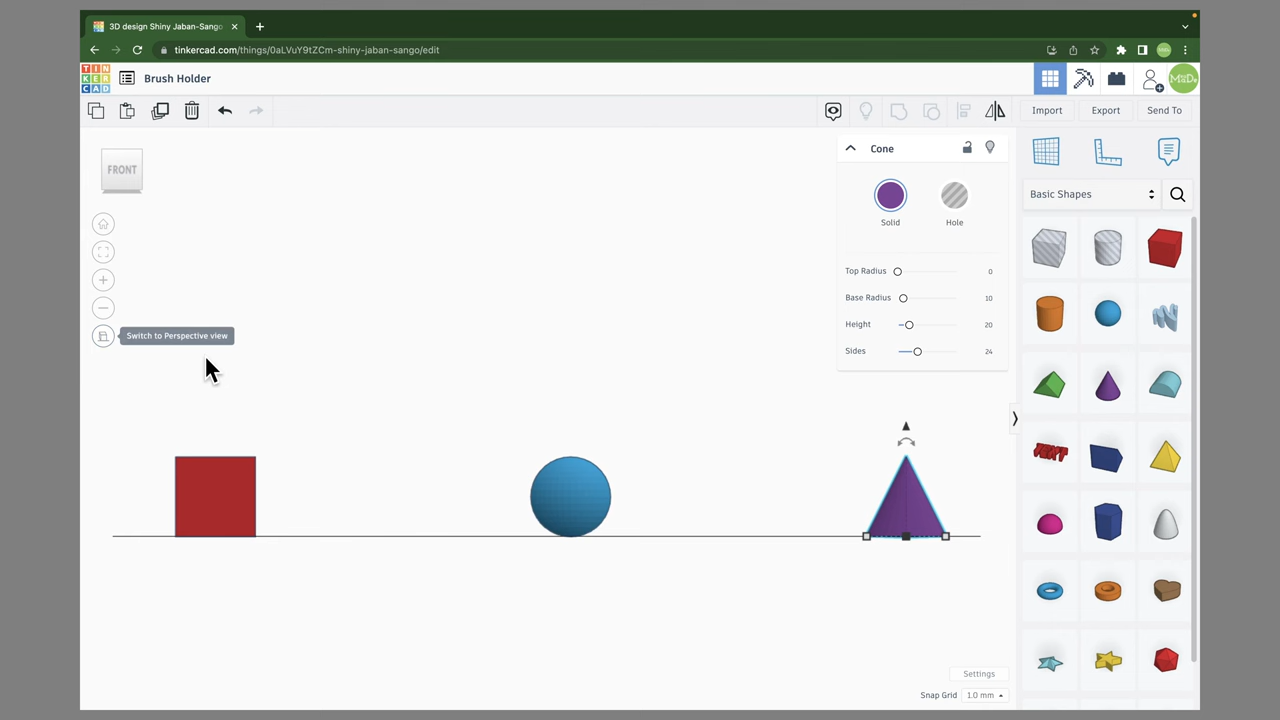 3D design Shiny Jaban-Sango
tinkercad.com/things/0aLVuY9tZCm-shiny-jaban-sango/edit
TIN
KER
CAD
Brush Holder
MaDe
Import Export Send To
FRONT
Cone
Solid Hole
Basic Shapes
Top Radius 0
Base Radius 10
Height 20
Sides 24
Switch to Perspective view
Settings
Snap Grid 1.0 mm